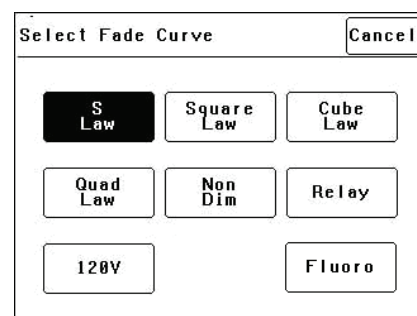 Select Fade Curve
Cancel
S
Law
Square
Law
Cube
Law
Quad
Law
Non
Dim
Relay
120V
Fluoro